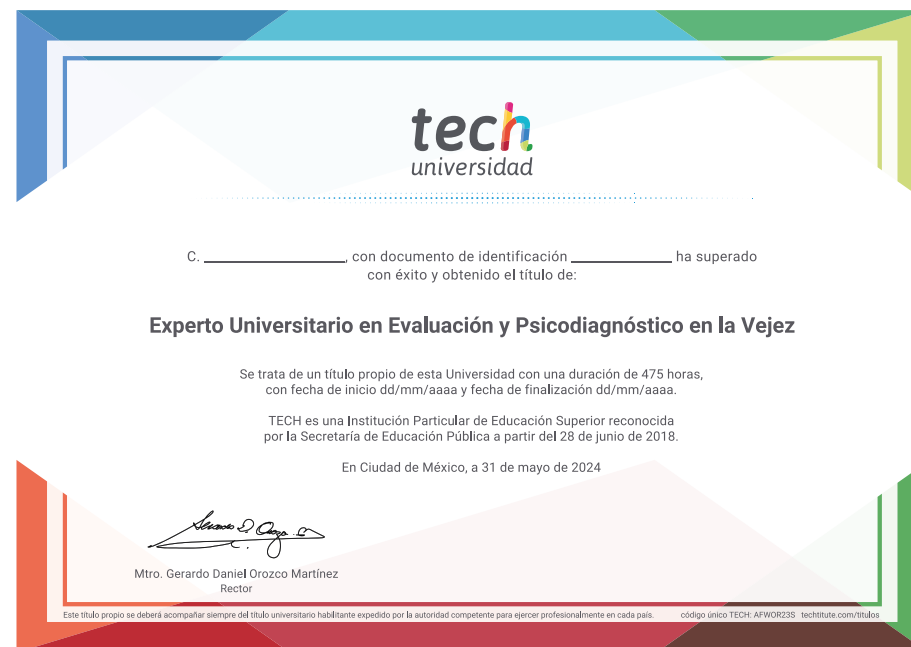 tech
universidad
C. ____________, con documento de identificación ____________ ha superado
con éxito y obtenido el título de:
Experto Universitario en Evaluación y Psicodiagnóstico en la Vejez
Se trata de un título propio de esta Universidad con una duración de 475 horas,
con fecha de inicio dd/mm/aaaa y fecha de finalización dd/mm/aaaa.
TECH es una Institución Particular de Educación Superior reconocida
por la Secretaría de Educación Pública a partir del 28 de junio de 2018.
En Ciudad de México, a 31 de mayo de 2024
Mtro. Gerardo Daniel Orozco Martínez
Rector
Este título propio se deberá acompañar siempre del título universitario habilitante expedido por la autoridad competente para ejercer profesionalmente en cada país. código único TECH: AFWOR23S techtitute.com/titulos